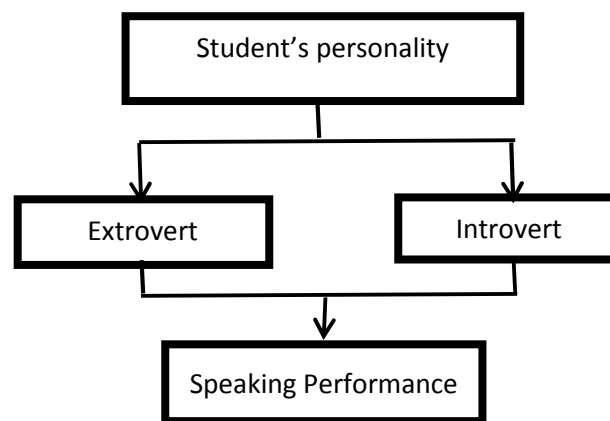 Student’s personality
Extrovert
Introvert
Speaking Performance